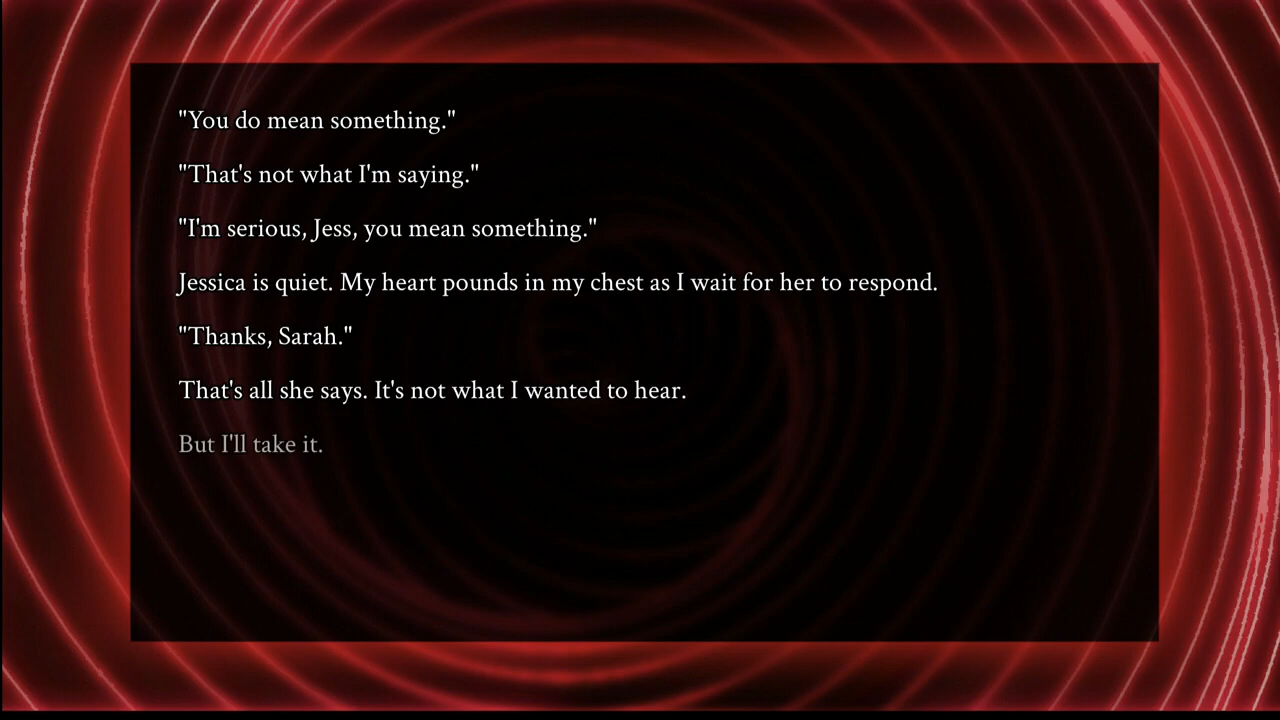 "You do mean something."
"That's not what I'm saying."
"I'm serious, Jess, you mean something."
Jessica is quiet. My heart pounds in my chest as I wait for her to respond.
"Thanks, Sarah."
That's all she says. It's not what I wanted to hear.
But I'll take it.